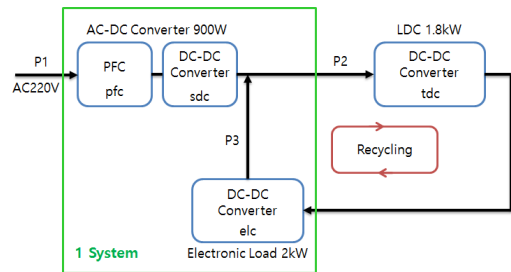 AC-DC Converter 900W
LDC 1.8kW
P1
AC220V
PFC
pfc
DC-DC
Converter
sdc
P2
DC-DC
Converter
tdc
P3
Recycling
DC-DC
Converter
elc
1 System
Electronic Load 2kW